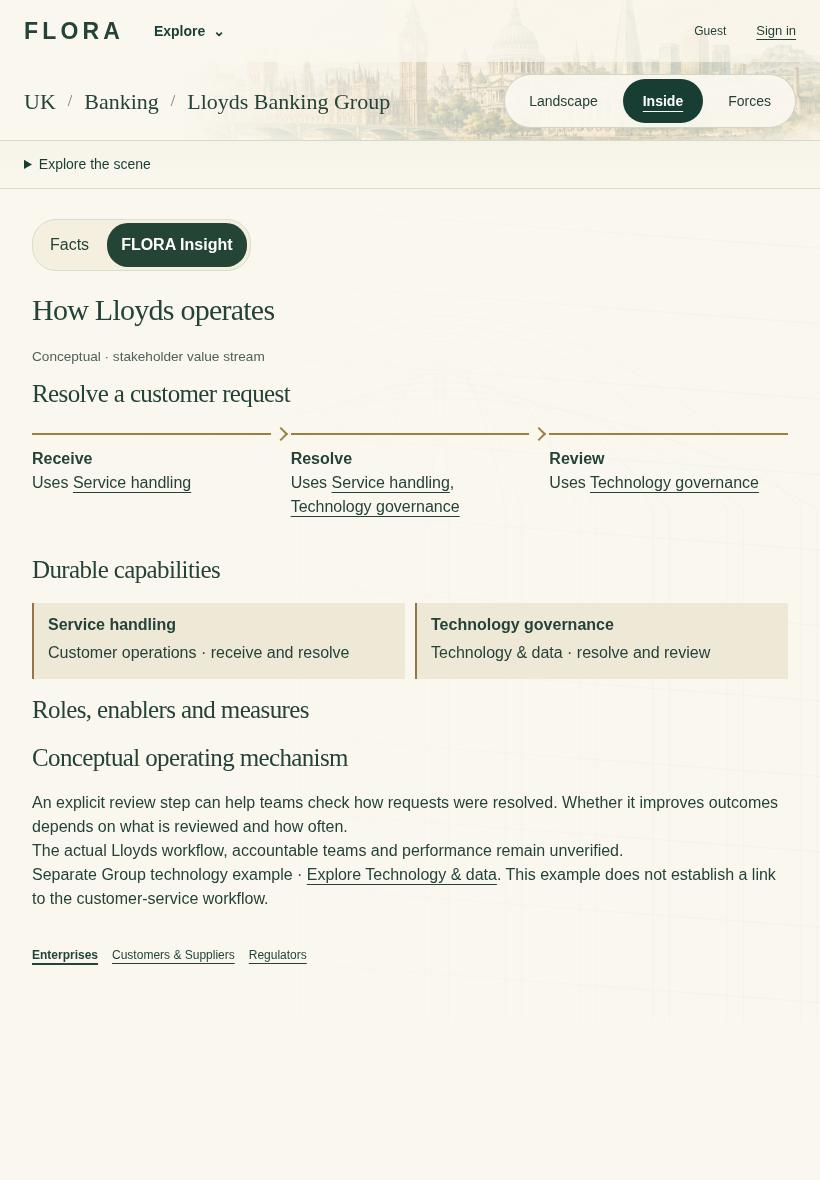 FLORA
Explore
Guest
Sign in
UK / Banking / Lloyds Banking Group
Landscape
Inside
Forces
Explore the scene
Facts
FLORA Insight
How Lloyds operates
Conceptual · stakeholder value stream
Resolve a customer request
Receive
Uses Service handling
Resolve
Uses Service handling,
Technology governance
Review
Uses Technology governance
Durable capabilities
Service handling
Customer operations · receive and resolve
Technology governance
Technology & data · resolve and review
Roles, enablers and measures
Conceptual operating mechanism
An explicit review step can help teams check how requests were resolved. Whether it improves outcomes
depends on what is reviewed and how often.
The actual Lloyds workflow, accountable teams and performance remain unverified.
Separate Group technology example · Explore Technology & data. This example does not establish a link
to the customer-service workflow.
Enterprises
Customers & Suppliers
Regulators